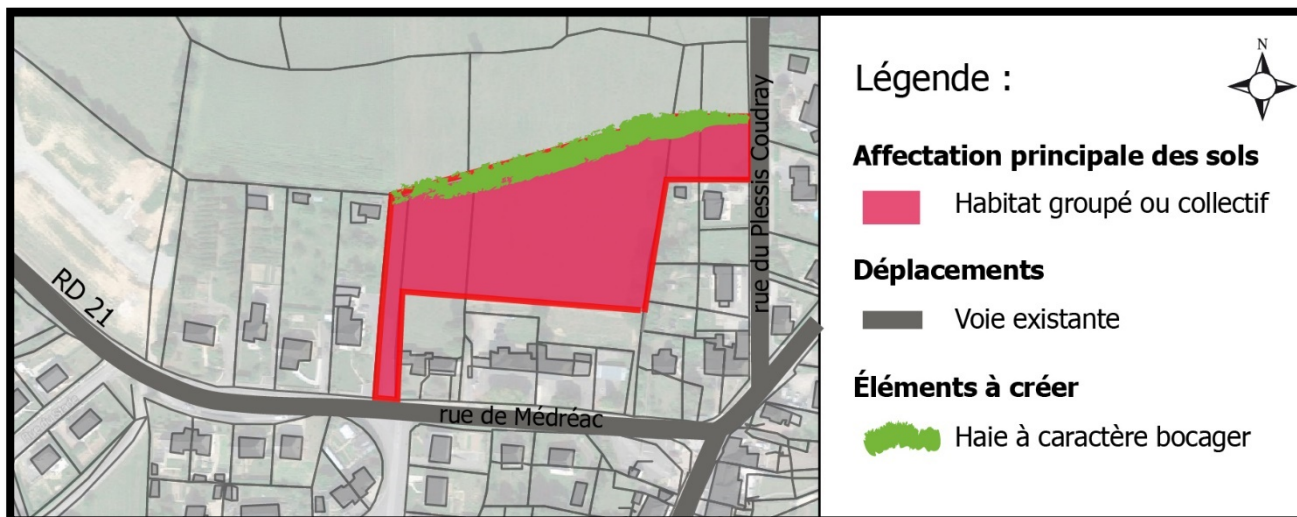 RD 21
rue de Médréac
rue du Plessis Coudray
Légende :
N
Affectation principale des sols
Habitat groupé ou collectif
Déplacements
Voie existante
Éléments à créer
Haie à caractère bocager